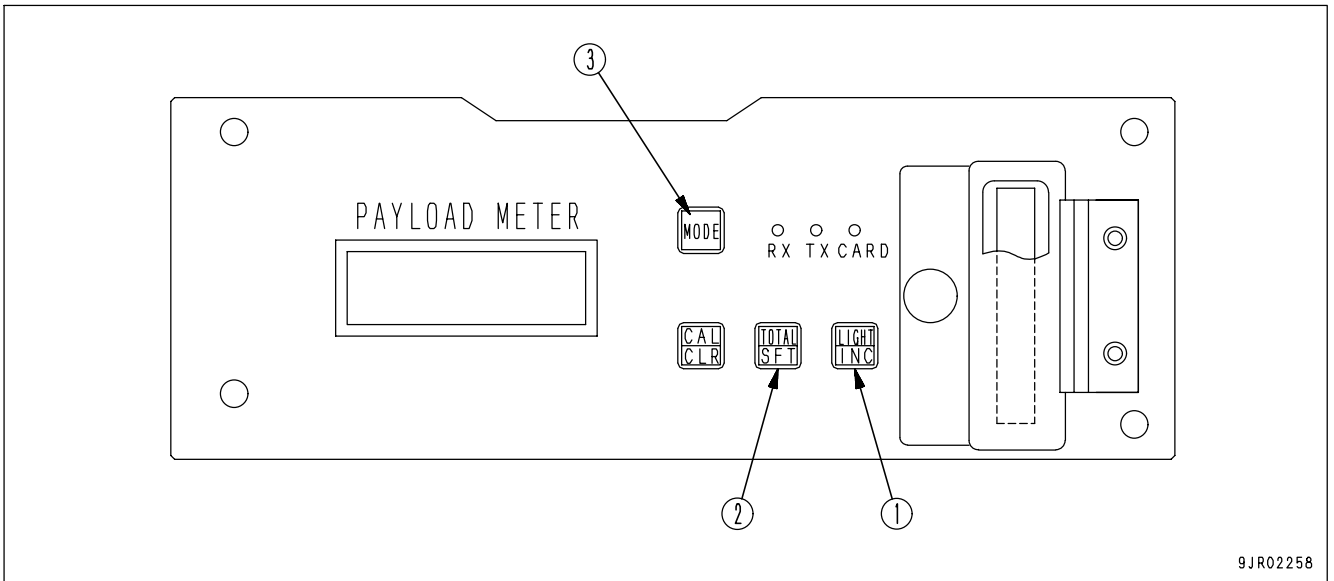 3
PAYLOAD METER
MODE
RX TX CARD
CAL
CLR
TOTAL
SFT
LIGHT
INC
2
1
9JR02258